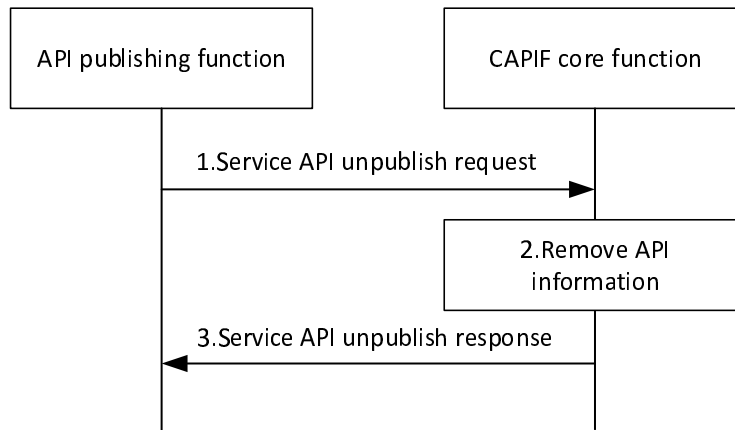 API publishing function
CAPIF core function
1.Service API unpublish request
2.Remove API
information
3.Service API unpublish response